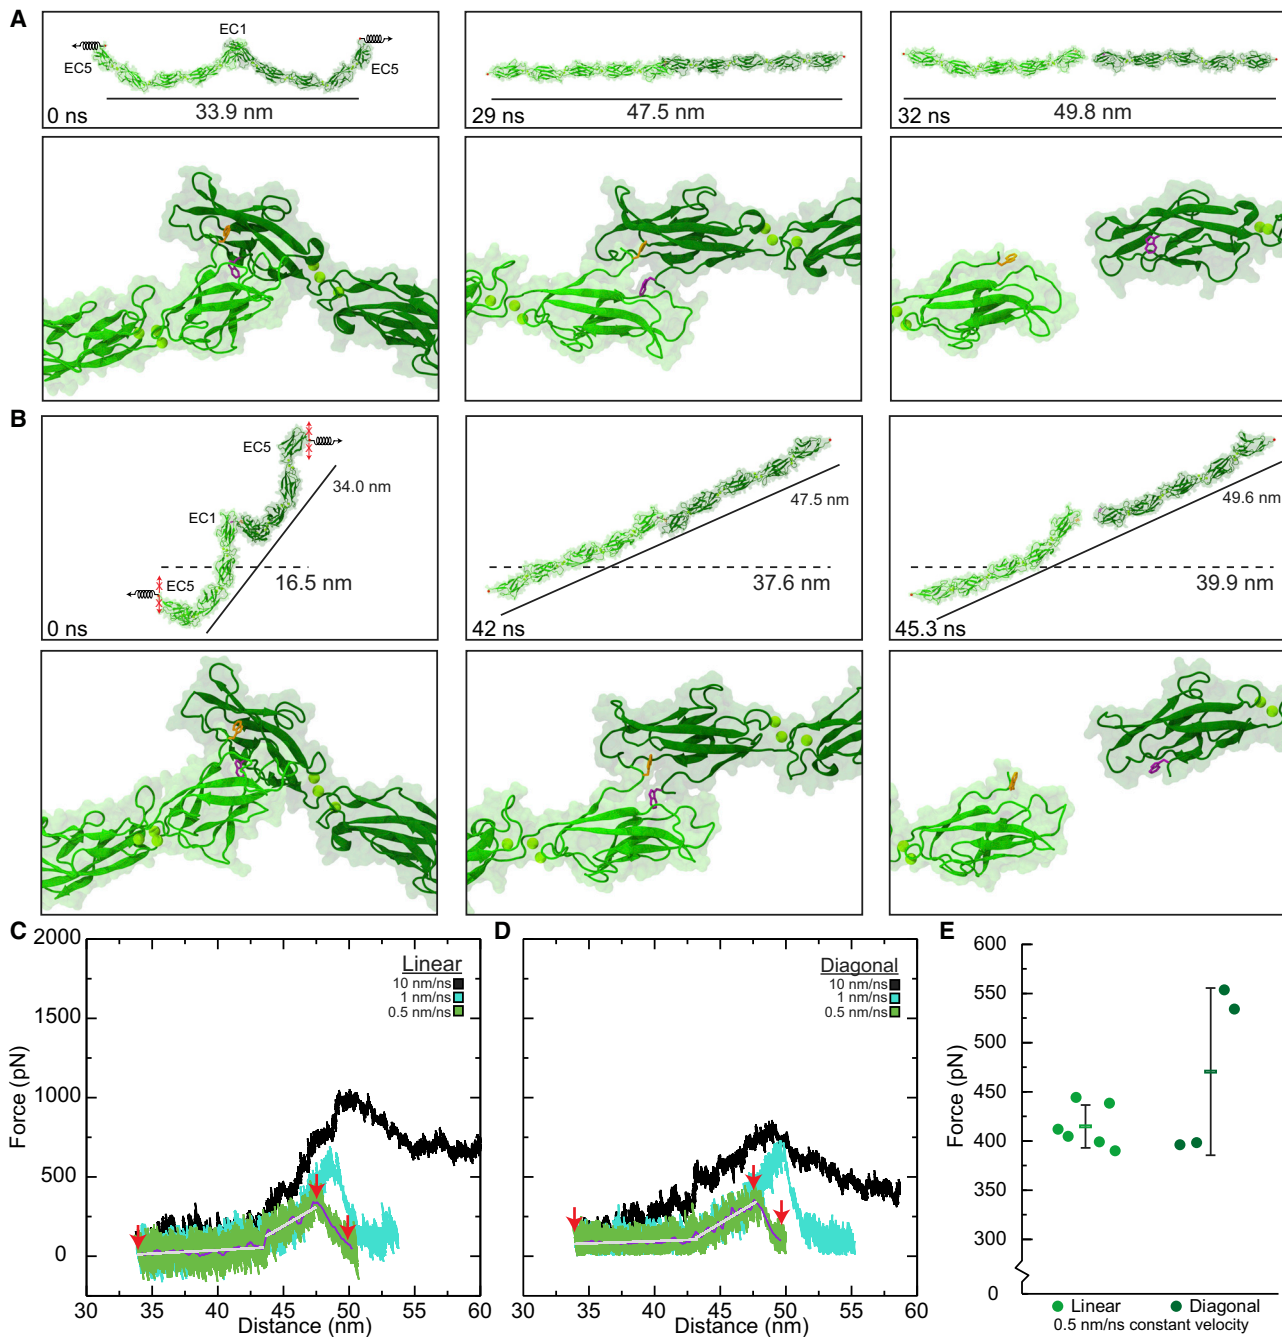 A
EC1
EC5
EC5
33.9 nm
0 ns
47.5 nm
29 ns
49.8 nm
32 ns
B
EC5
34.0 nm
EC1
16.5 nm
EC5
0 ns
47.5 nm
37.6 nm
42 ns
49.6 nm
39.9 nm
45.3 ns
C
2000
1500
1000
500
0
Force (pN)
Linear
10 nm/ns
1 nm/ns
0.5 nm/ns
30 35 40 45 50 55 60
Distance (nm)
D
Diagonal
10 nm/ns
1 nm/ns
0.5 nm/ns
30 35 40 45 50 55 60
Distance (nm)
E
600
550
500
450
400
350
300
0
Force (pN)
Linear Diagonal
0.5 nm/ns constant velocity